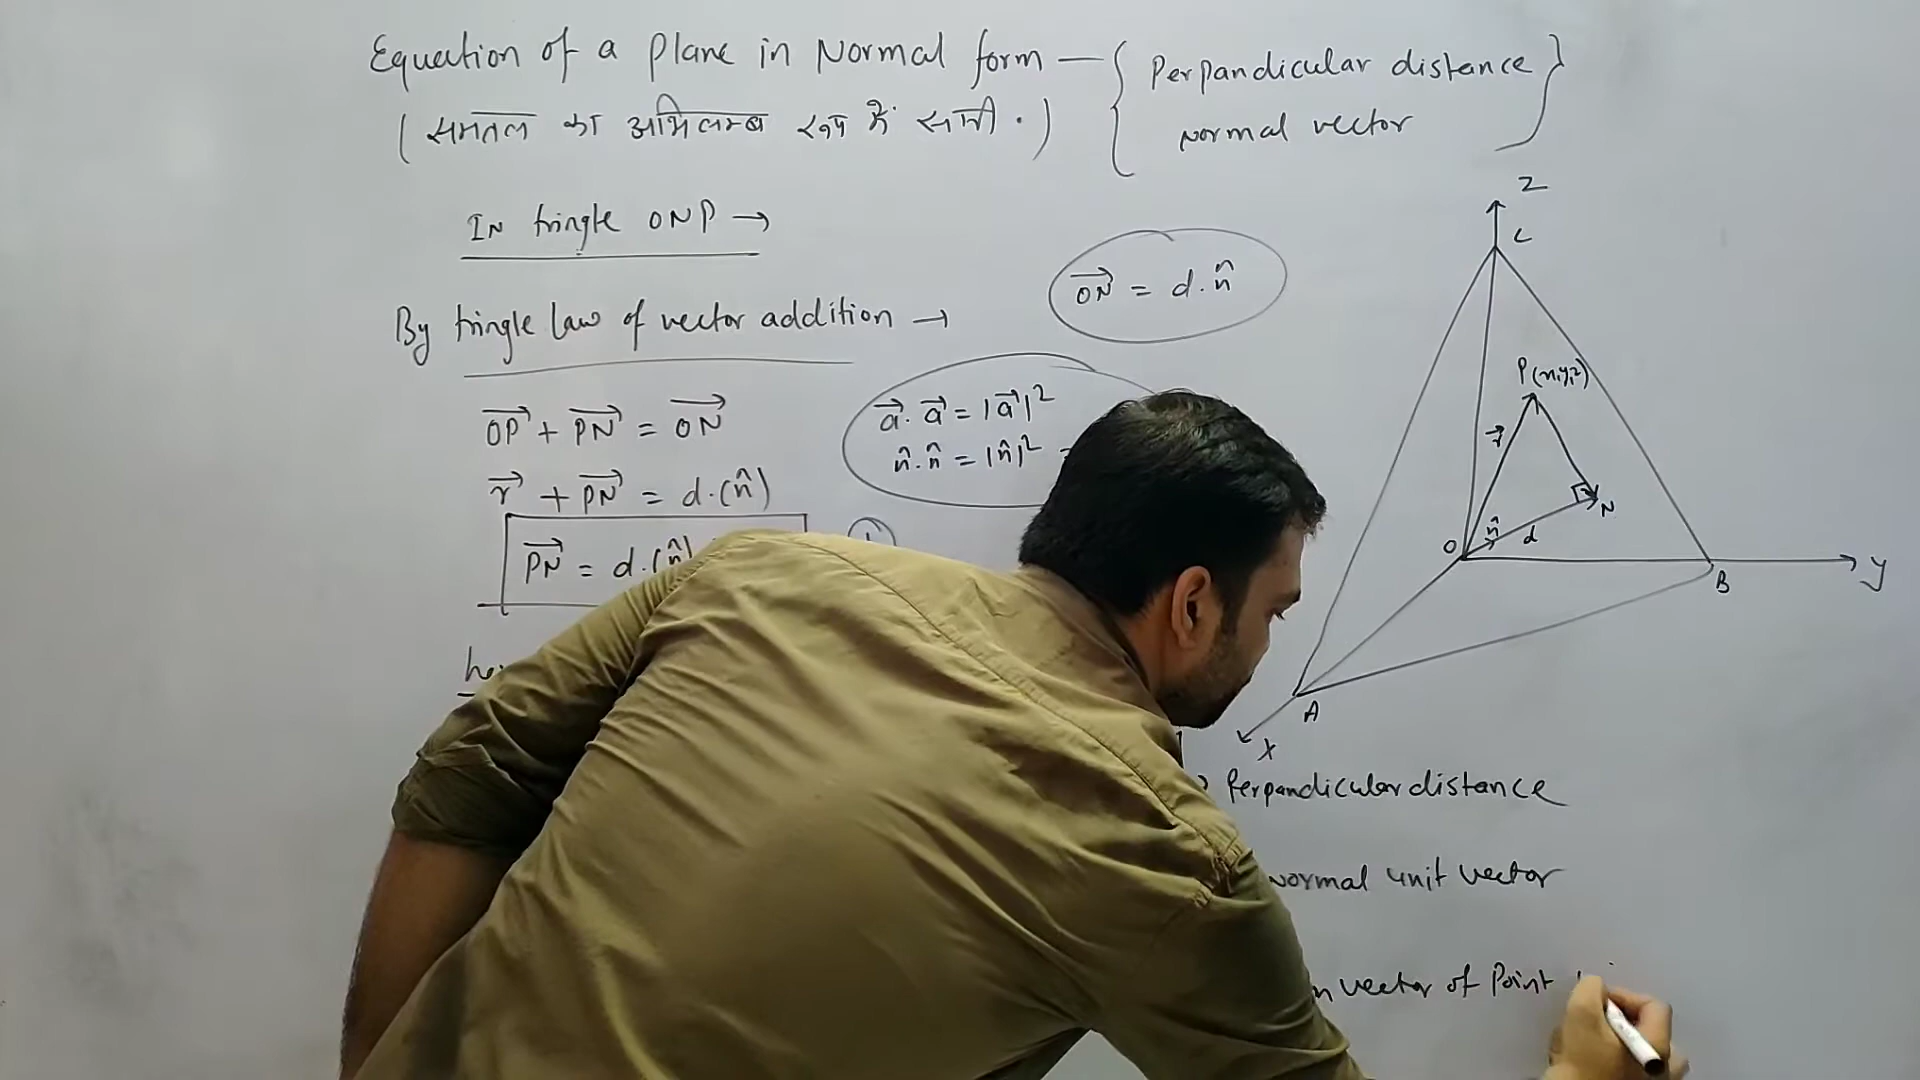 Equation of a plane in Normal form — { Perpandicular distance
Normal vector }
( समतल का अभिलम्ब रूप में समी . )
In tringle ONP →
By tringle law of vector addition →
ON⃗ = d.n̂
OP⃗ + PN⃗ = ON⃗
r⃗ + PN⃗ = d.(n̂)
PN⃗ = d.(n̂)
a⃗.a⃗ = |a⃗|²
n̂.n̂ = |n̂|² =
Z
C
P(x,y,z)
r⃗
N
n̂
d
O
B
y
A
X
Perpandicular distance
normal unit vector
n vector of Point